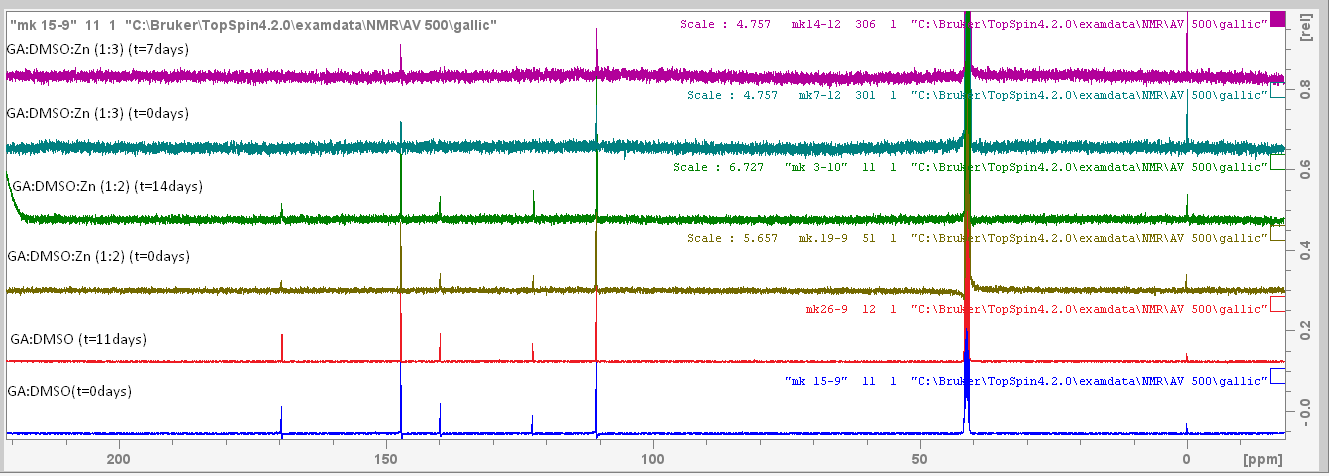 "mk 15-9" 11 1 "C:\Bruker\TopSpin4.2.0\examdata\NMR\AV 500\gallic"
Scale : 4.757 mk14-12 306 1 "C:\Bruker\TopSpin4.2.0\examdata\NMR\AV 500\gallic"
[rel]
GA:DMSO:Zn (1:3) (t=7days)
Scale : 4.757 mk7-12 301 1 "C:\Bruker\TopSpin4.2.0\examdata\NMR\AV 500\gallic"
0.8
GA:DMSO:Zn (1:3) (t=0days)
Scale : 6.727 "mk 3-10" 11 1 "C:\Bruker\TopSpin4.2.0\examdata\NMR\AV 500\gallic"
0.6
GA:DMSO:Zn (1:2) (t=14days)
Scale : 5.657 mk.19-9 51 1 "C:\Bruker\TopSpin4.2.0\examdata\NMR\AV 500\gallic"
0.4
GA:DMSO:Zn (1:2) (t=0days)
mk26-9 12 1 "C:\Bruker\TopSpin4.2.0\examdata\NMR\AV 500\gallic"
0.2
GA:DMSO (t=11days)
"mk 15-9" 11 1 "C:\Bruker\TopSpin4.2.0\examdata\NMR\AV 500\gallic"
GA:DMSO(t=0days)
-0.0
200 150 100 50 0 [ppm]